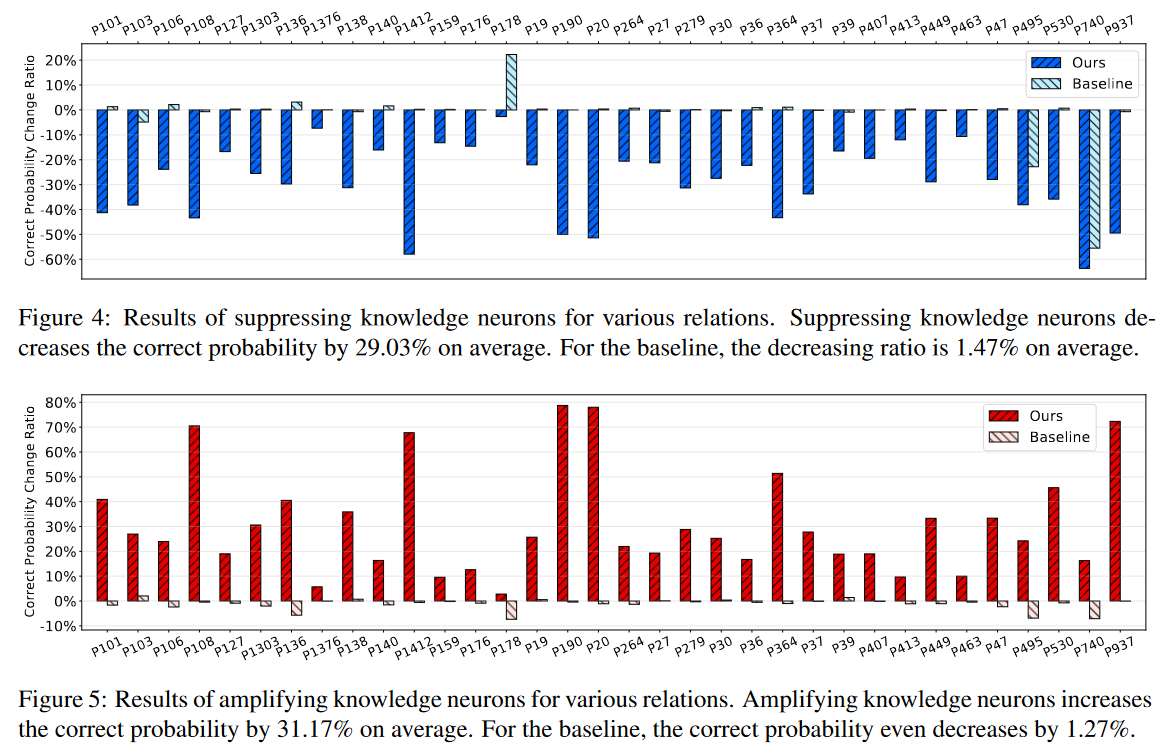 P101 P103 P106 P108 P127 P1303 P136 P1376 P138 P140 P1412 P159 P176 P178 P19 P190 P20 P264 P27 P279 P30 P36 P364 P37 P39 P407 P413 P449 P463 P47 P495 P530 P740 P937
Correct Probability Change Ratio
20%
10%
0%
-10%
-20%
-30%
-40%
-50%
-60%
Ours
Baseline
Figure 4: Results of suppressing knowledge neurons for various relations. Suppressing knowledge neurons de-
creases the correct probability by 29.03% on average. For the baseline, the decreasing ratio is 1.47% on average.
Correct Probability Change Ratio
80%
70%
60%
50%
40%
30%
20%
10%
0%
-10%
Ours
Baseline
P101 P103 P106 P108 P127 P1303 P136 P1376 P138 P140 P1412 P159 P176 P178 P19 P190 P20 P264 P27 P279 P30 P36 P364 P37 P39 P407 P413 P449 P463 P47 P495 P530 P740 P937
Figure 5: Results of amplifying knowledge neurons for various relations. Amplifying knowledge neurons increases
the correct probability by 31.17% on average. For the baseline, the correct probability even decreases by 1.27%.